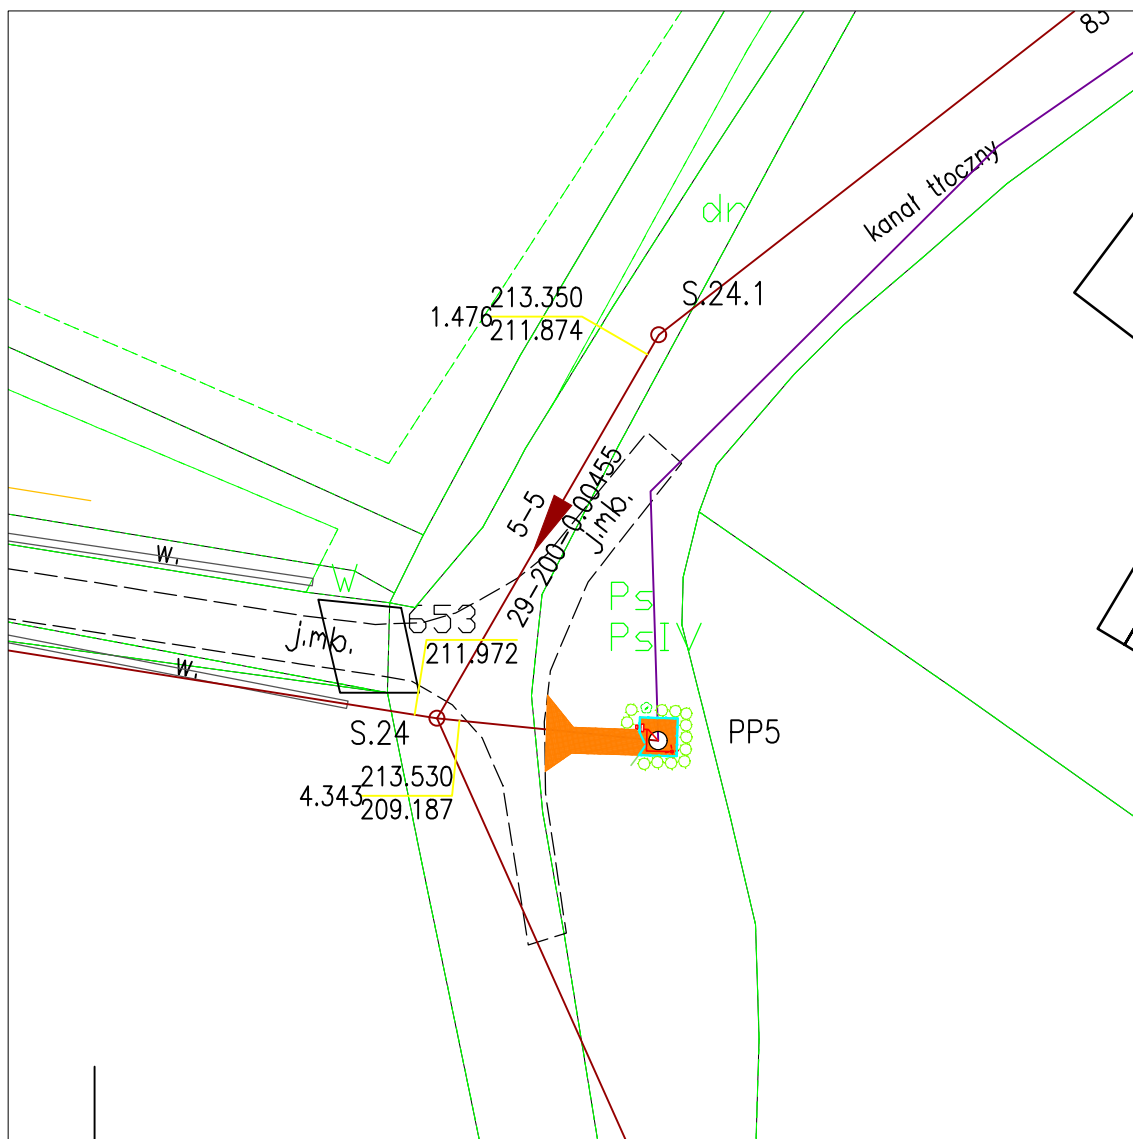 83
kanał tłoczny
dr
S.24.1
213.350
1.476
211.874
5-5
29-200-0.00455
j.mb.
w.
W
653
Ps
PsIV
j.mb.
211.972
w.
S.24
PP5
213.530
4.343
209.187